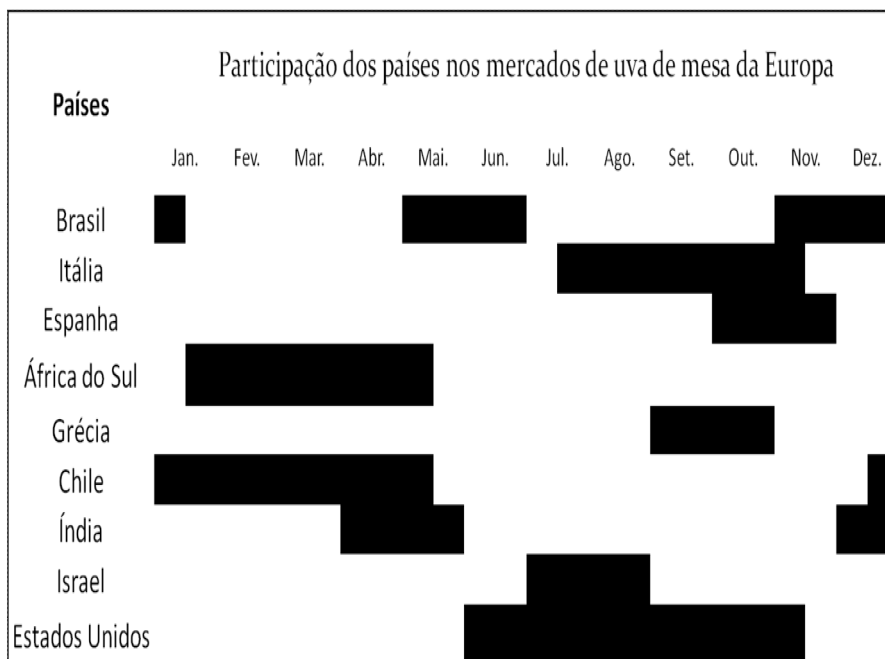 Participação dos países nos mercados de uva de mesa da Europa
Países
Jan. Fev. Mar. Abr. Mai. Jun. Jul. Ago. Set. Out. Nov. Dez.
Brasil
Itália
Espanha
África do Sul
Grécia
Chile
Índia
Israel
Estados Unidos